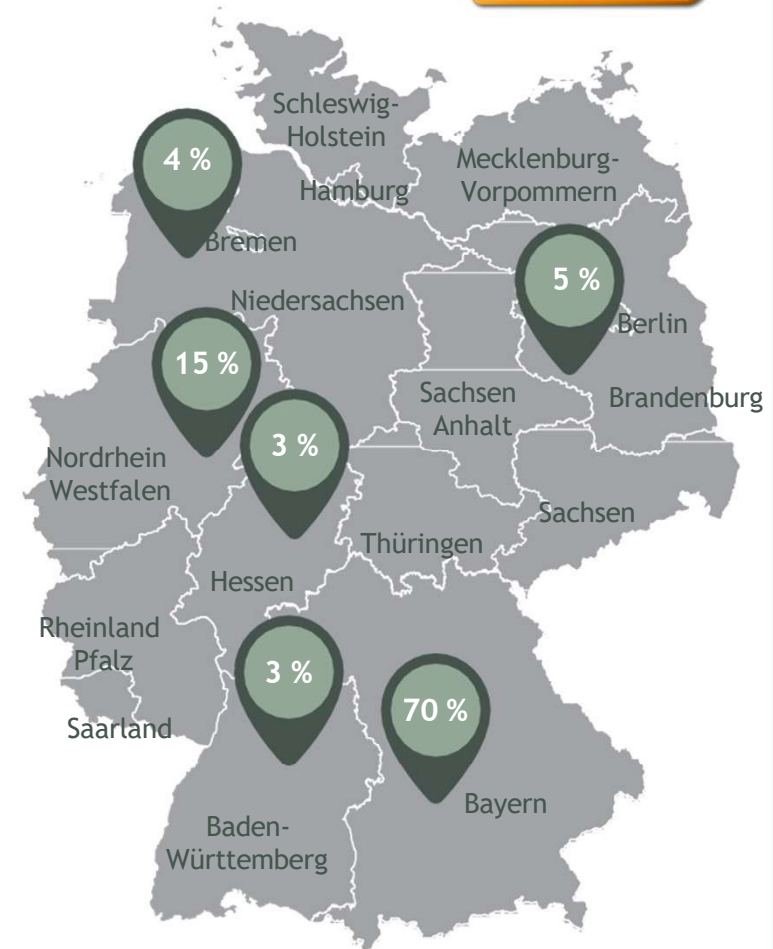 Schleswig-
Holstein
4 %
Mecklenburg-
Vorpommern
Hamburg
Bremen
5 %
Niedersachsen
Berlin
15 %
Sachsen
Anhalt
Brandenburg
3 %
Nordrhein
Westfalen
Sachsen
Thüringen
Hessen
Rheinland
Pfalz
3 %
70 %
Saarland
Bayern
Baden-
Württemberg